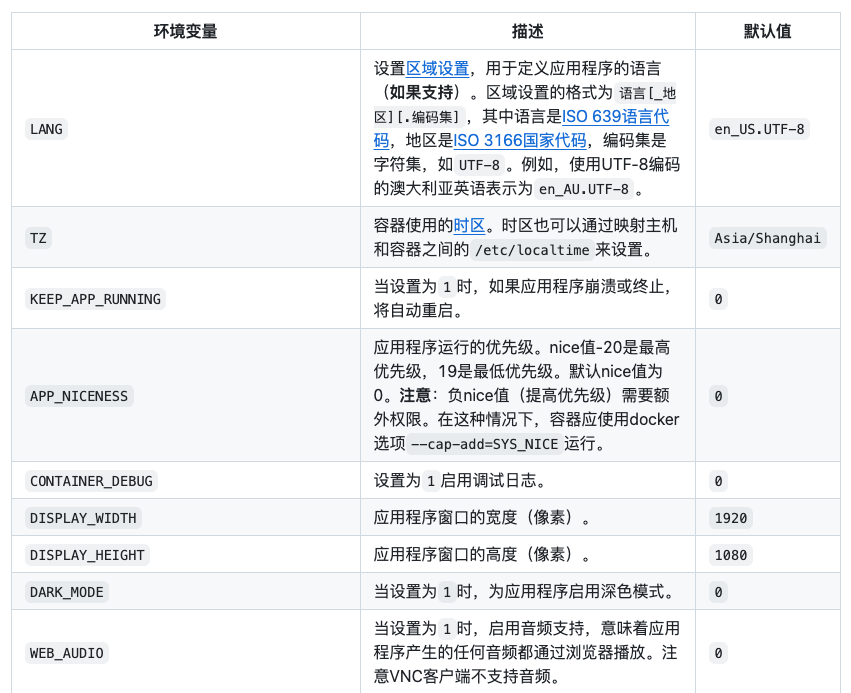 环境变量 描述 默认值
设置区域设置，用于定义应用程序的语言
（如果支持）。区域设置的格式为 语言[_地
区][.编码集]，其中语言是ISO 639语言代
LANG 码，地区是ISO 3166国家代码，编码集是 en_US.UTF-8
字符集，如 UTF-8。例如，使用UTF-8编码
的澳大利亚英语表示为 en_AU.UTF-8。
容器使用的时区。时区也可以通过映射主机
TZ 和容器之间的 /etc/localtime 来设置。 Asia/Shanghai
当设置为 1 时，如果应用程序崩溃或终止，
KEEP_APP_RUNNING 将自动重启。 0
应用程序运行的优先级。nice值-20是最高
优先级，19是最低优先级。默认nice值为
APP_NICENESS 0。注意：负nice值（提高优先级）需要额 0
外权限。在这种情况下，容器应使用docker
选项 --cap-add=SYS_NICE 运行。
CONTAINER_DEBUG 设置为 1 启用调试日志。 0
DISPLAY_WIDTH 应用程序窗口的宽度（像素）。 1920
DISPLAY_HEIGHT 应用程序窗口的高度（像素）。 1080
DARK_MODE 当设置为 1 时，为应用程序启用深色模式。 0
当设置为 1 时，启用音频支持，意味着应用
WEB_AUDIO 程序产生的任何音频都通过浏览器播放。注 0
意VNC客户端不支持音频。